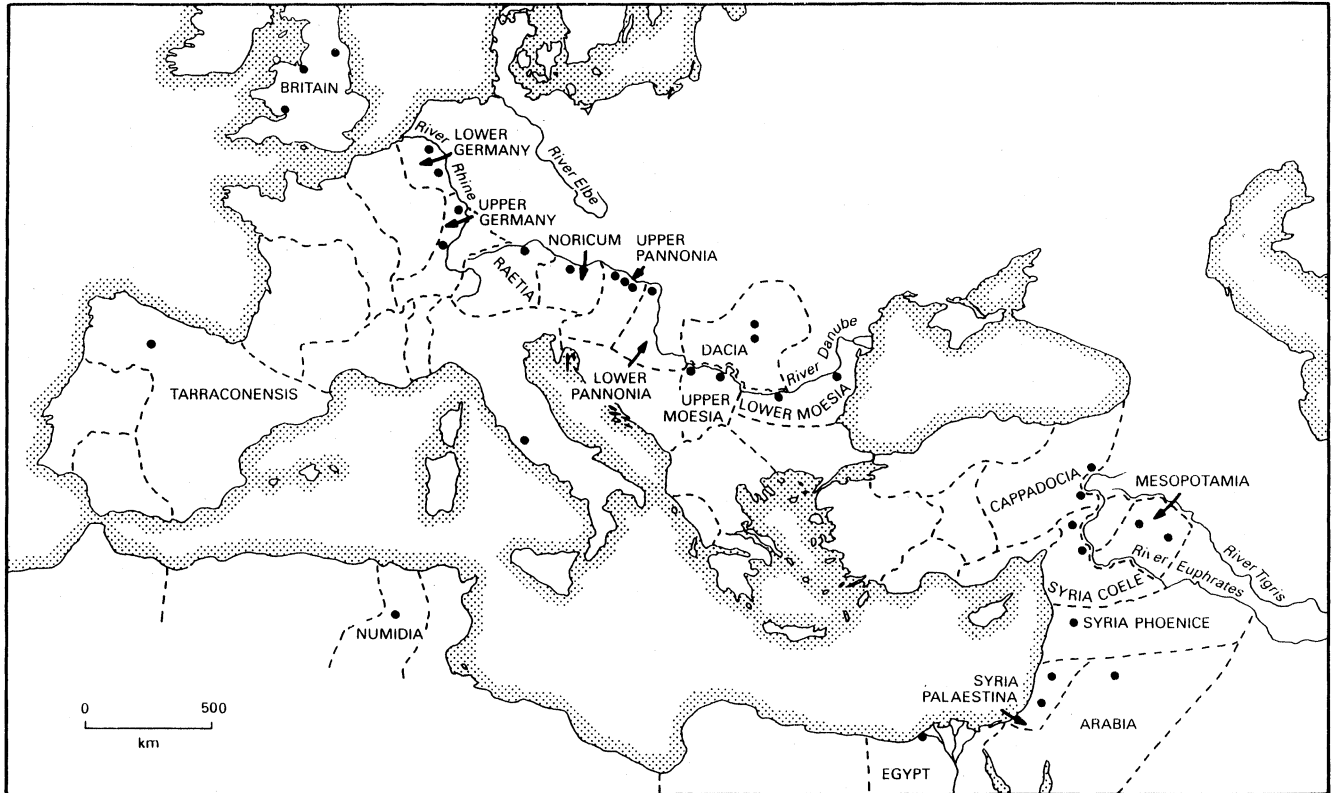 BRITAIN
River
LOWER
GERMANY
Rhine
River Elbe
UPPER
GERMANY
NORICUM
UPPER
PANNONIA
RAETIA
DACIA
River Danube
TARRACONENSIS
LOWER
PANNONIA
UPPER
MOESIA
LOWER MOESIA
CAPPADOCIA
MESOPOTAMIA
River Euphrates
River Tigris
SYRIA COELE
SYRIA PHOENICE
NUMIDIA
SYRIA
PALAESTINA
ARABIA
EGYPT
0 500
km